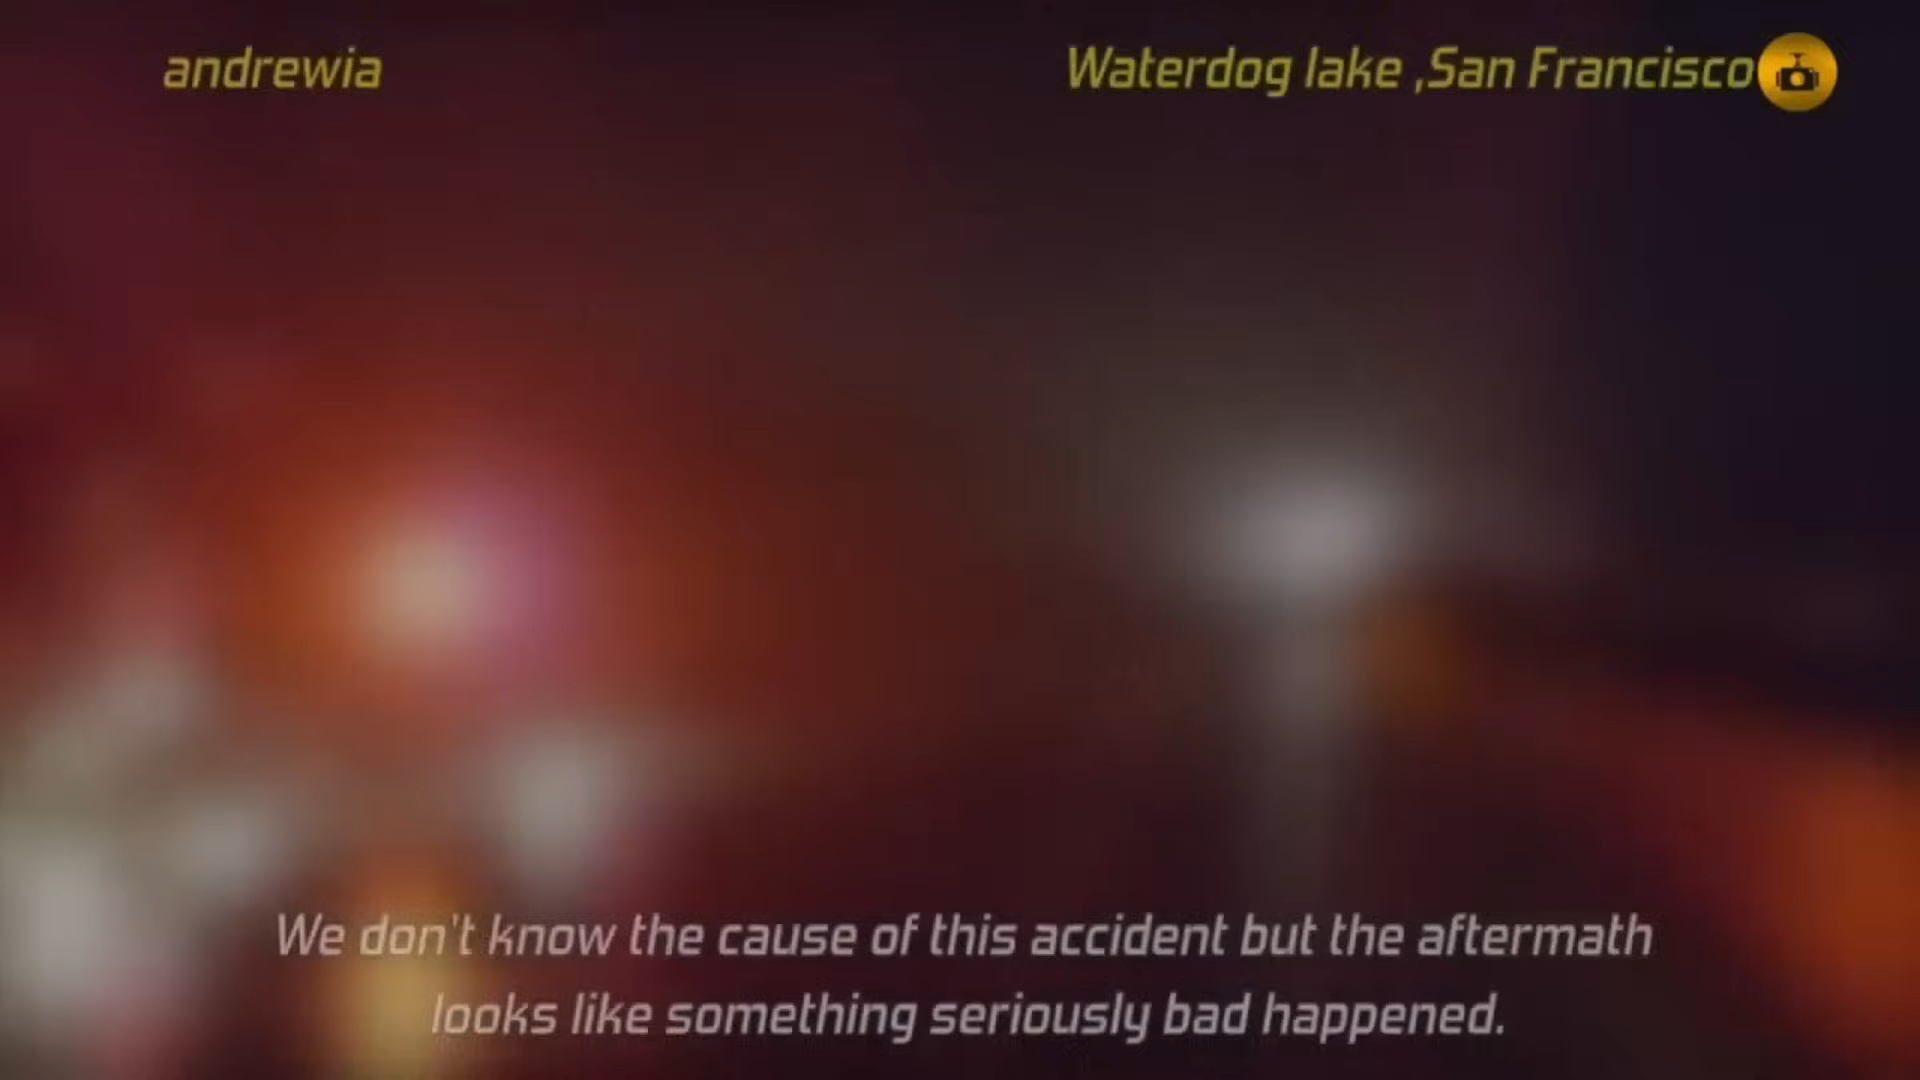 andrewia
Waterdog lake ,San Francisco
We don't know the cause of this accident but the aftermath
looks like something seriously bad happened.